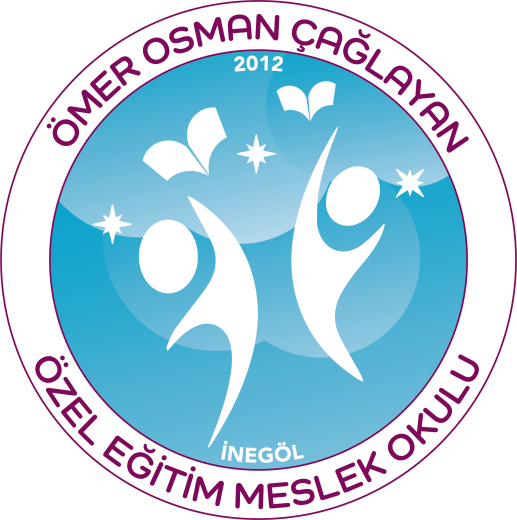 ÖMER OSMAN ÇAĞLAYAN
2012
İNEGÖL
ÖZEL EĞİTİM MESLEK OKULU